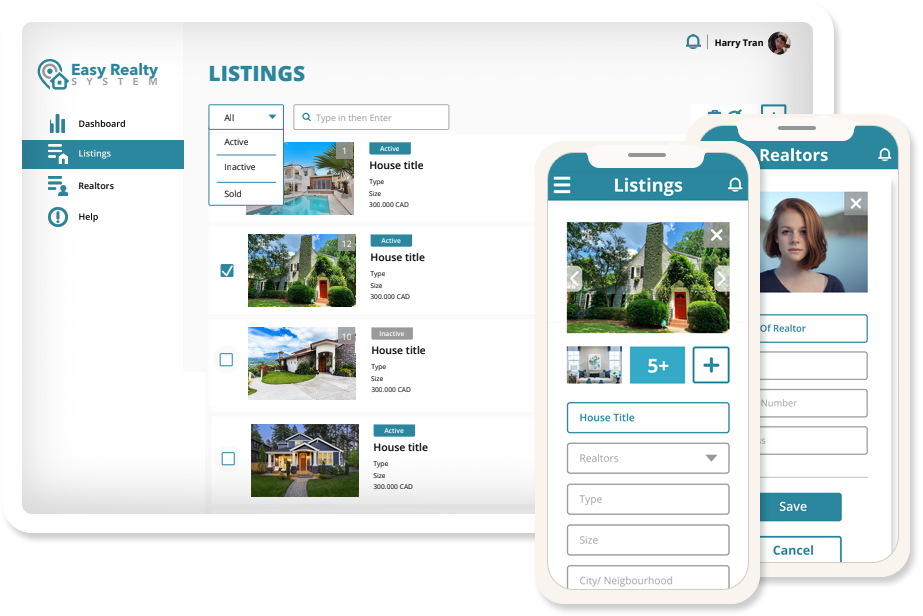 Harry Tran
Easy Realty
SYSTEM
LISTINGS
Dashboard
Listings
Realtors
Help
All
Type in then Enter
Active
Inactive
Sold
1
Active
House title
Type
Size
300.000 CAD
12
Active
House title
Type
Size
300.000 CAD
10
Inactive
House title
Type
Size
300.000 CAD
Active
House title
Type
Size
300.000 CAD
Listings
5+
House Title
Realtors
Type
Size
City/ Neigbourhood
Realtors
Of Realtor
Number
Save
Cancel